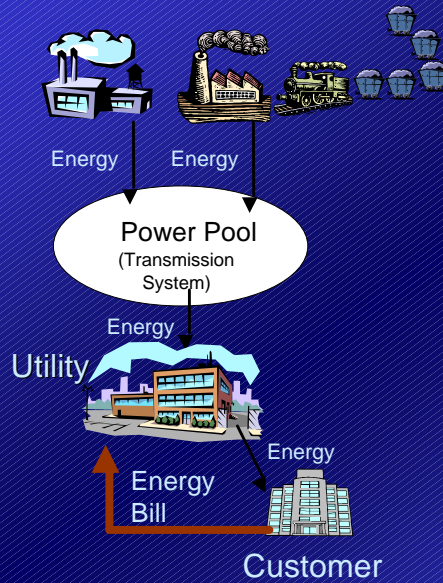 Energy Energy
Power Pool
(Transmission
System)
Energy
Utility
Energy
Energy
Bill
Customer